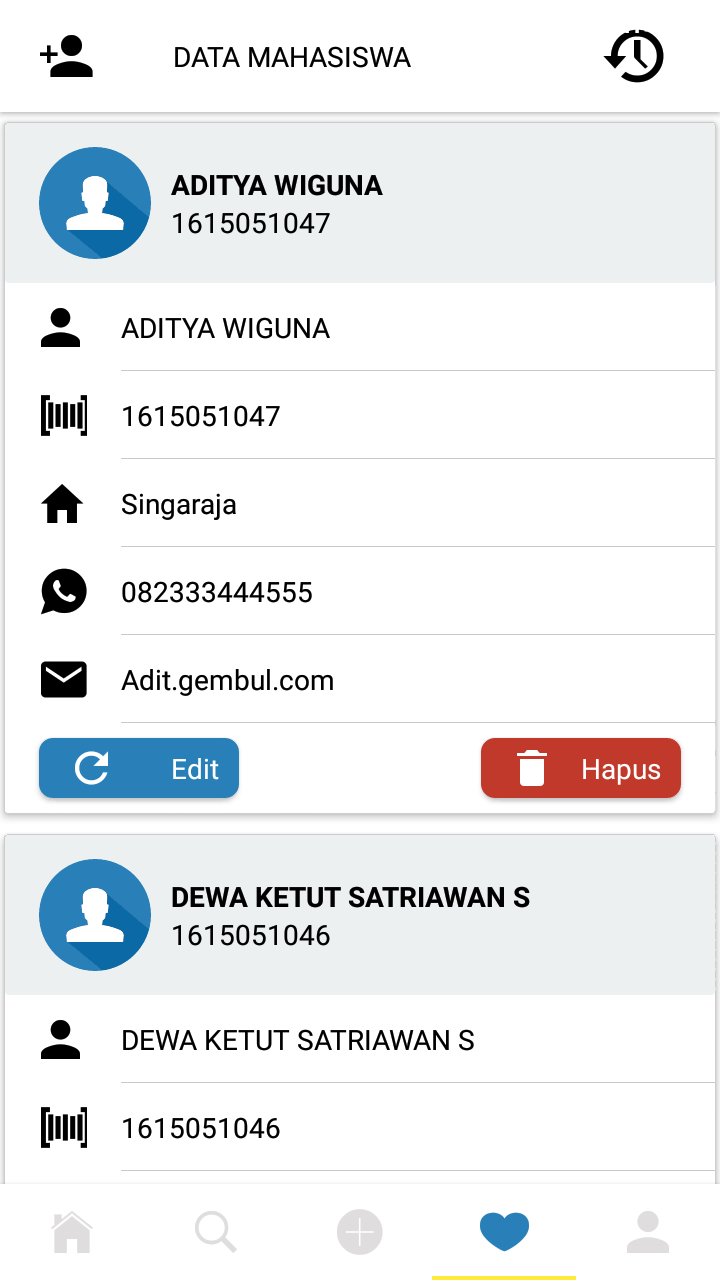 DATA MAHASISWA
ADITYA WIGUNA
1615051047
ADITYA WIGUNA
1615051047
Singaraja
082333444555
Adit.gembul.com
Edit
Hapus
DEWA KETUT SATRIAWAN S
1615051046
DEWA KETUT SATRIAWAN S
1615051046